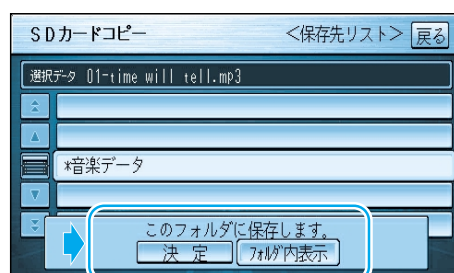 SDカードコピー <保存先リスト> 戻る
選択データ 01-time will tell.mp3
*音楽データ
このフォルダに保存します。
決 定 フォルダ内表示